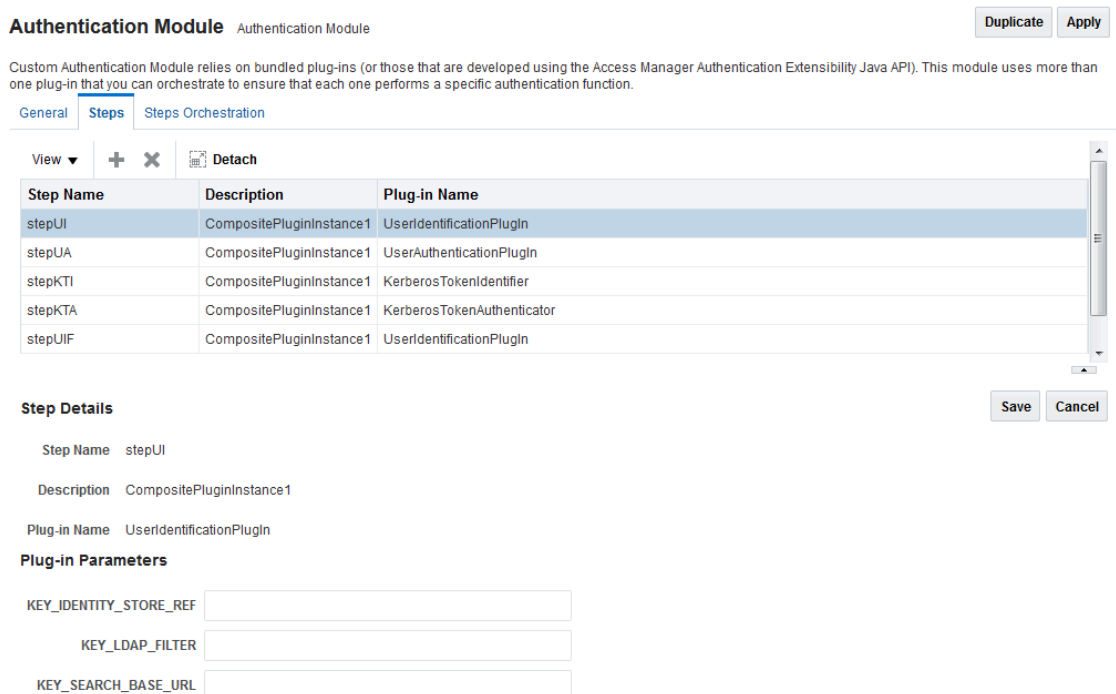 Authentication Module Authentication Module
Duplicate Apply
Custom Authentication Module relies on bundled plug-ins (or those that are developed using the Access Manager Authentication Extensibility Java API). This module uses more than
one plug-in that you can orchestrate to ensure that each one performs a specific authentication function.
General Steps Steps Orchestration
View Detach
Step Name Description Plug-in Name
stepUI CompositePluginInstance1 UserIdentificationPlugIn
stepUA CompositePluginInstance1 UserAuthenticationPlugIn
stepKTI CompositePluginInstance1 KerberosTokenIdentifier
stepKTA CompositePluginInstance1 KerberosTokenAuthenticator
stepUIF CompositePluginInstance1 UserIdentificationPlugIn
Step Details
Save Cancel
Step Name stepUI
Description CompositePluginInstance1
Plug-in Name UserIdentificationPlugIn
Plug-in Parameters
KEY_IDENTITY_STORE_REF
KEY_LDAP_FILTER
KEY_SEARCH_BASE_URL